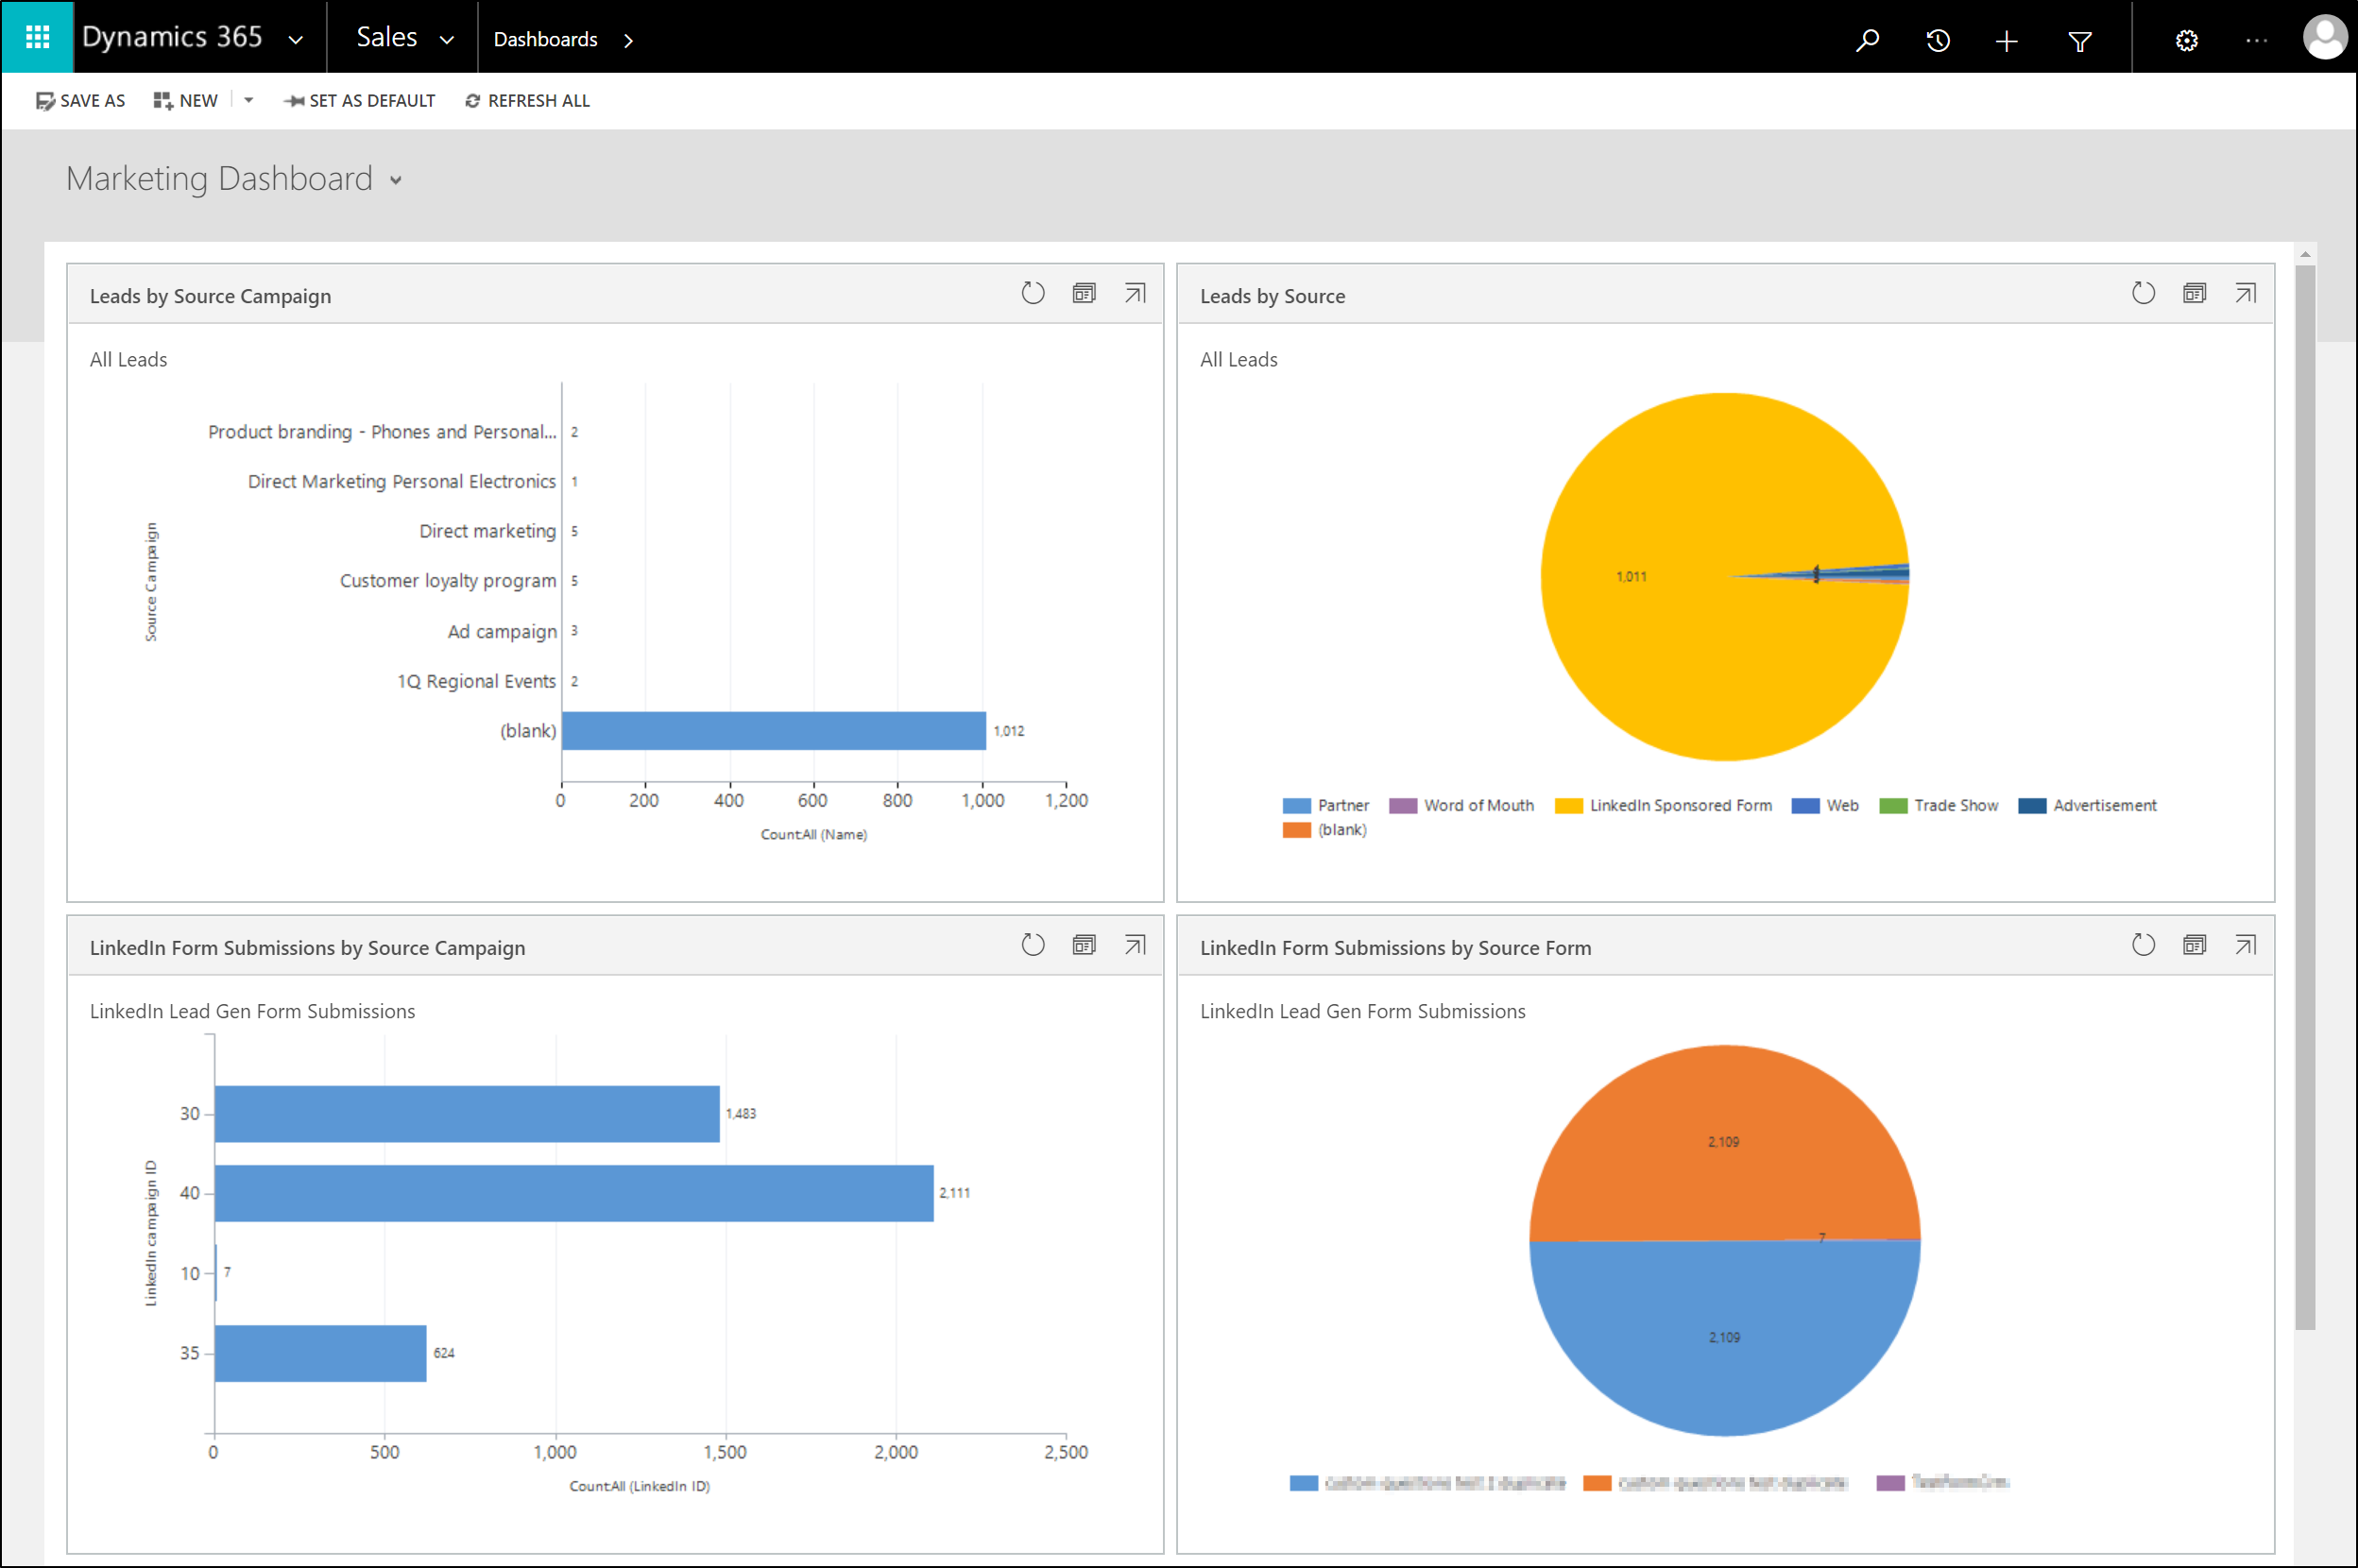 Dynamics 365 Sales Dashboards
SAVE AS NEW SET AS DEFAULT REFRESH ALL
Marketing Dashboard
Leads by Source Campaign
All Leads
Source Campaign
Product branding - Phones and Personal... 2
Direct Marketing Personal Electronics 1
Direct marketing 5
Customer loyalty program 5
Ad campaign 3
1Q Regional Events 2
(blank) 1,012
0 200 400 600 800 1,000 1,200
CountAll (Name)
Leads by Source
All Leads
1,011
Partner Word of Mouth LinkedIn Sponsored Form Web Trade Show Advertisement
(blank)
LinkedIn Form Submissions by Source Campaign
LinkedIn Lead Gen Form Submissions
LinkedIn campaign ID
30 1,483
40 2,111
10 7
35 624
0 500 1,000 1,500 2,000 2,500
CountAll (LinkedIn ID)
LinkedIn Form Submissions by Source Form
LinkedIn Lead Gen Form Submissions
2,109
7
2,109